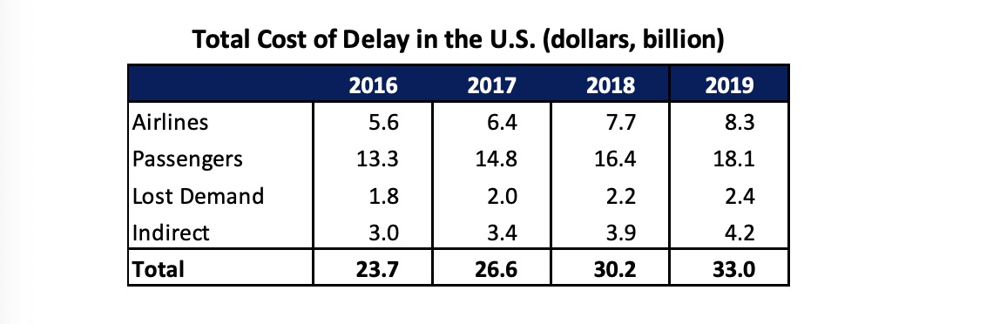 Total Cost of Delay in the U.S. (dollars, billion)
2016 2017 2018 2019
Airlines 5.6 6.4 7.7 8.3
Passengers 13.3 14.8 16.4 18.1
Lost Demand 1.8 2.0 2.2 2.4
Indirect 3.0 3.4 3.9 4.2
Total 23.7 26.6 30.2 33.0